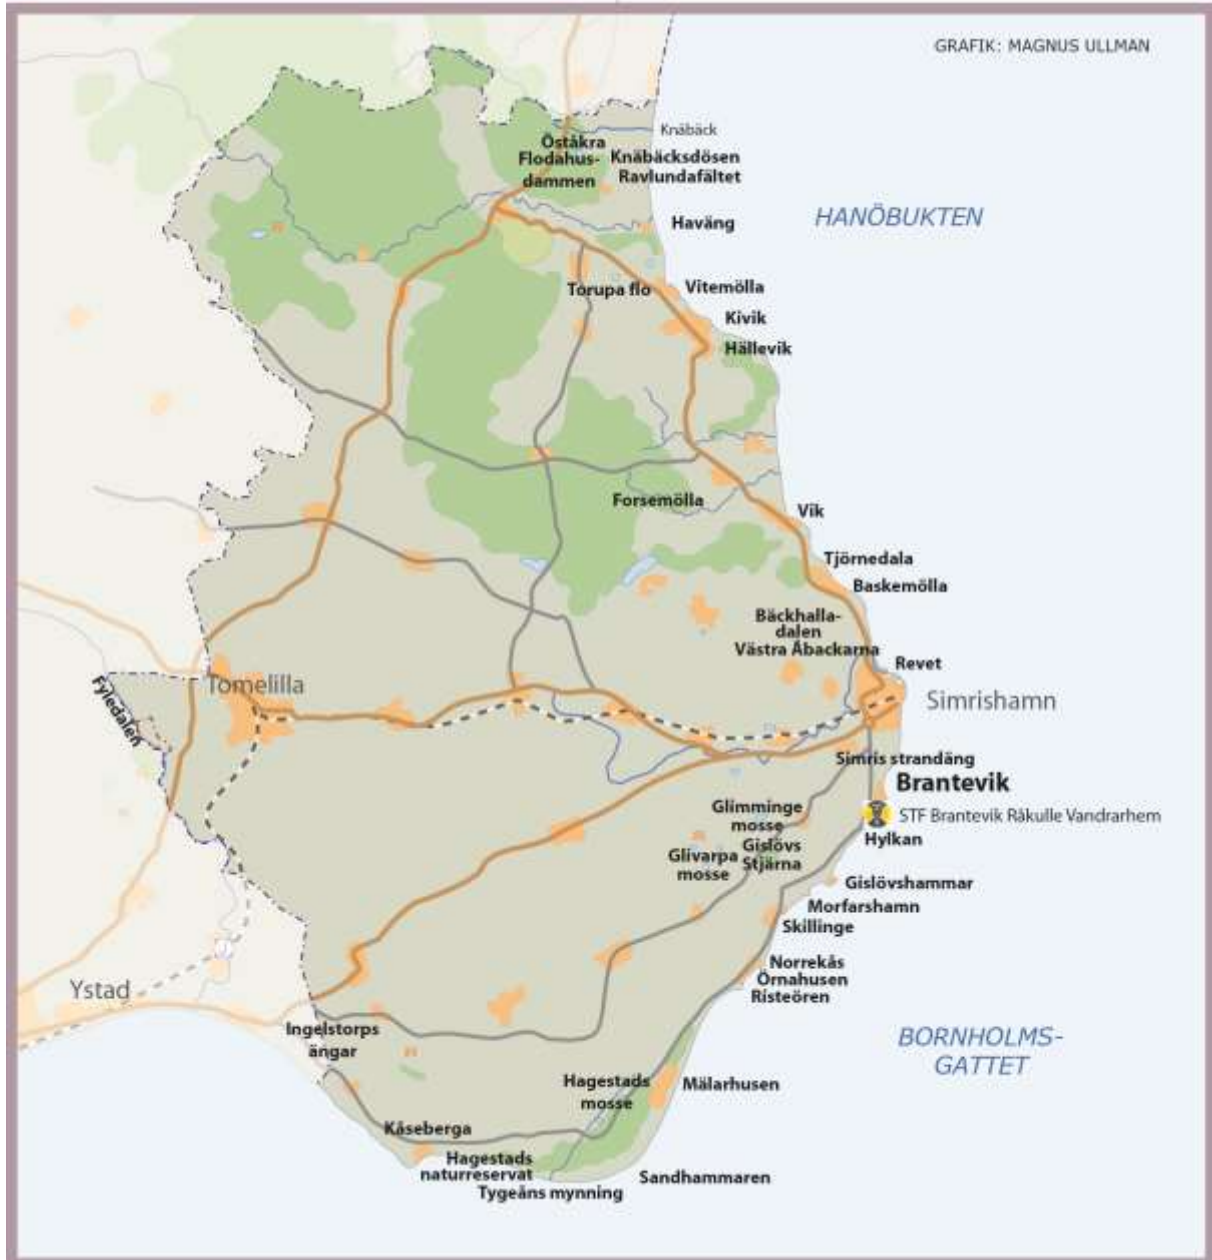 GRAFIK: MAGNUS ULLMAN
Knäbäck
Öståkra
Flodahus-
dammen
Knäbäcksdösen
Ravlundafältet
HANÖBUKTEN
Haväng
Torupa flo
Vitemölla
Kivik
Hällevik
Forsemölla
Vik
Tjörnedala
Baskemölla
Bäckhalla-
dalen
Västra Åbackarna
Revet
Tomelilla
Fyledalen
Simrishamn
Simris strandäng
Brantevik
STF Brantevik Råkulle Vandrarhem
Hylkan
Glimminge
mosse
Gislövs
Stjärna
Glivarpa
mosse
Gislövshammar
Morfarshamn
Skillinge
Norrekås
Örnahusen
Risteören
Ystad
Ingelstorps
ängar
BORNHOLMS-
GATTET
Hagestads
mosse
Mälarhusen
Kåseberga
Hagestads
naturreservat
Tygeåns mynning
Sandhammaren